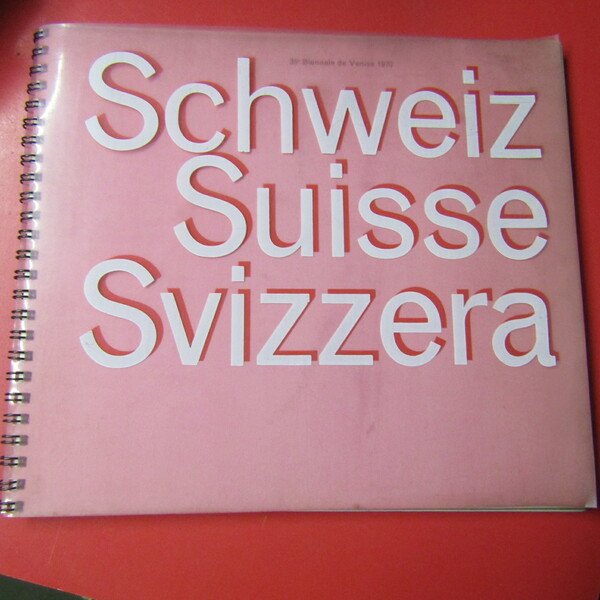 35e Biennale de Venise 1970
Schweiz
Suisse
Svizzera